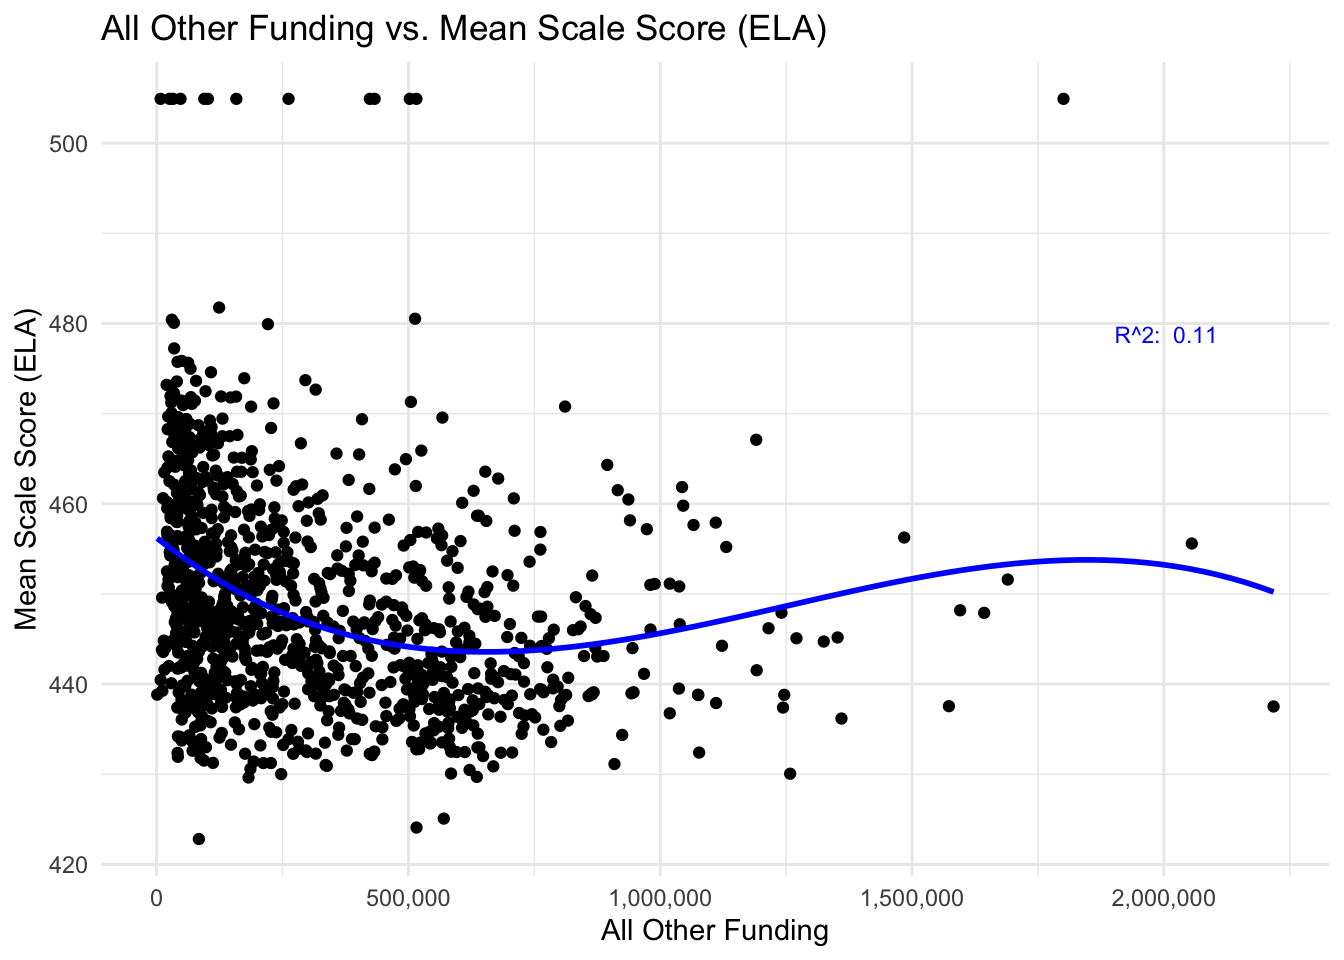 All Other Funding vs. Mean Scale Score (ELA)
500
480
460
440
420
Mean Scale Score (ELA)
R^2:  0.11
0
500,000
1,000,000
1,500,000
2,000,000
All Other Funding